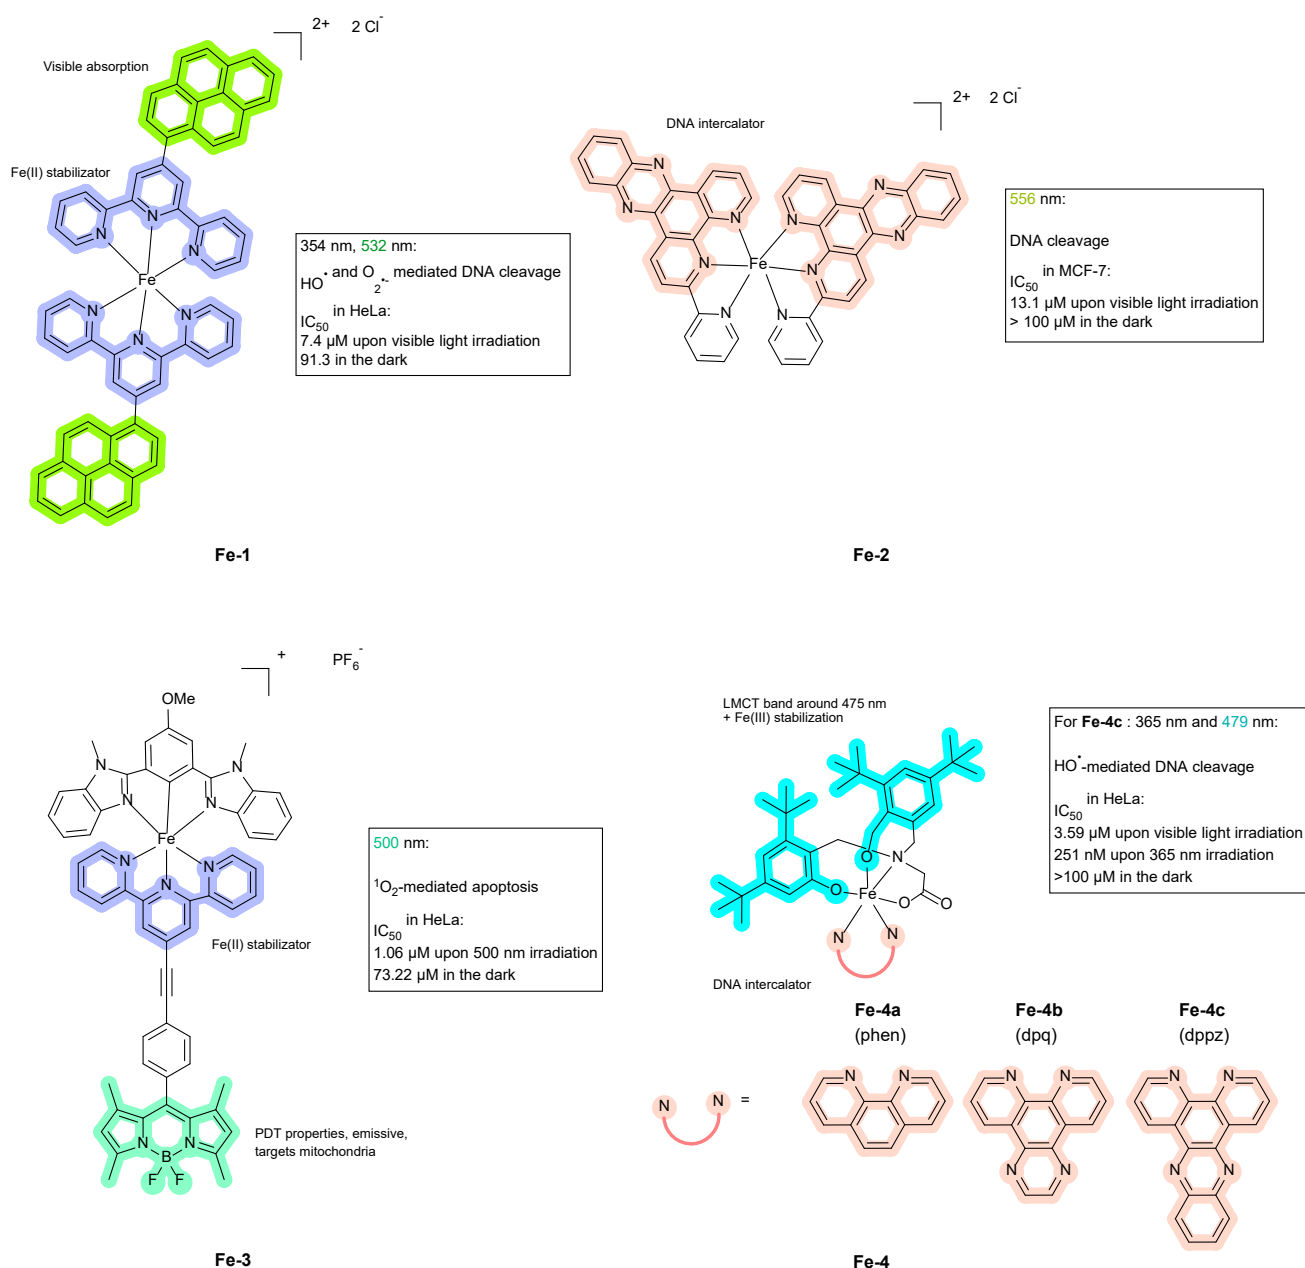 2+ 2 Cl⁻
Visible absorption
Fe(II) stabilizator
N
N
N
Fe
N
N
N
354 nm, 532 nm:
HO• and O₂•- mediated DNA cleavage
IC50 in HeLa:
7.4 µM upon visible light irradiation
91.3 in the dark
Fe-1
2+ 2 Cl⁻
DNA intercalator
N
N
N
N
Fe
N
N
N
N
N
N
556 nm:
DNA cleavage
IC50 in MCF-7:
13.1 µM upon visible light irradiation
> 100 µM in the dark
Fe-2
+ PF6⁻
OMe
N
N
N
N
Fe
N
N
N
Fe(II) stabilizator
500 nm:
¹O2-mediated apoptosis
IC50 in HeLa:
1.06 µM upon 500 nm irradiation
73.22 µM in the dark
N
N
B
F
F
PDT properties, emissive,
targets mitochondria
Fe-3
LMCT band around 475 nm
+ Fe(III) stabilization
O
N
O
Fe
O
O
N
N
DNA intercalator
For Fe-4c : 365 nm and 479 nm:
HO•-mediated DNA cleavage
IC50 in HeLa:
3.59 µM upon visible light irradiation
251 nM upon 365 nm irradiation
>100 µM in the dark
Fe-4a
(phen)
Fe-4b
(dpq)
Fe-4c
(dppz)
N N =
N N
N N
N N
N N
N N
Fe-4